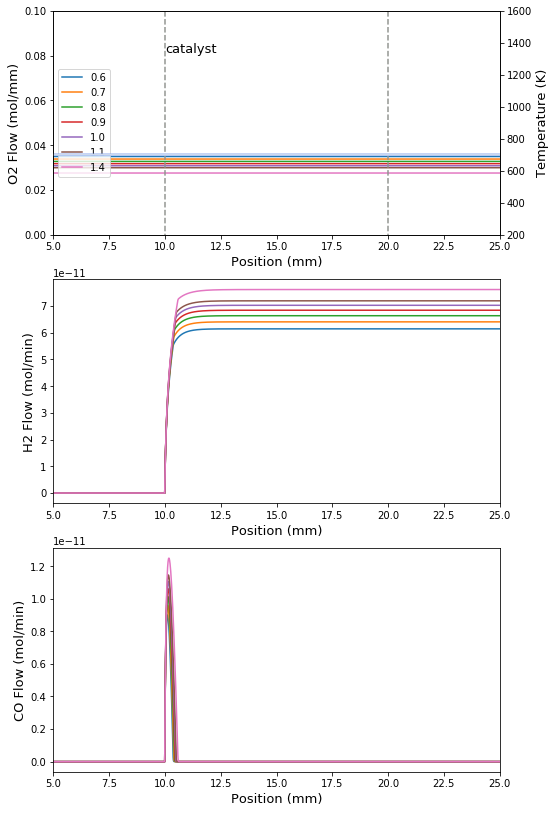 0.10
0.08
0.06
0.04
0.02
0.00
O2 Flow (mol/mm)
catalyst
0.6
0.7
0.8
0.9
1.0
1.1
1.4
1600
1400
1200
1000
800
600
400
200
Temperature (K)
5.0 7.5 10.0 12.5 15.0 17.5 20.0 22.5 25.0
Position (mm)
1e−11
7
6
5
4
3
2
1
0
H2 Flow (mol/min)
5.0 7.5 10.0 12.5 15.0 17.5 20.0 22.5 25.0
Position (mm)
1e−11
1.2
1.0
0.8
0.6
0.4
0.2
0.0
CO Flow (mol/min)
5.0 7.5 10.0 12.5 15.0 17.5 20.0 22.5 25.0
Position (mm)